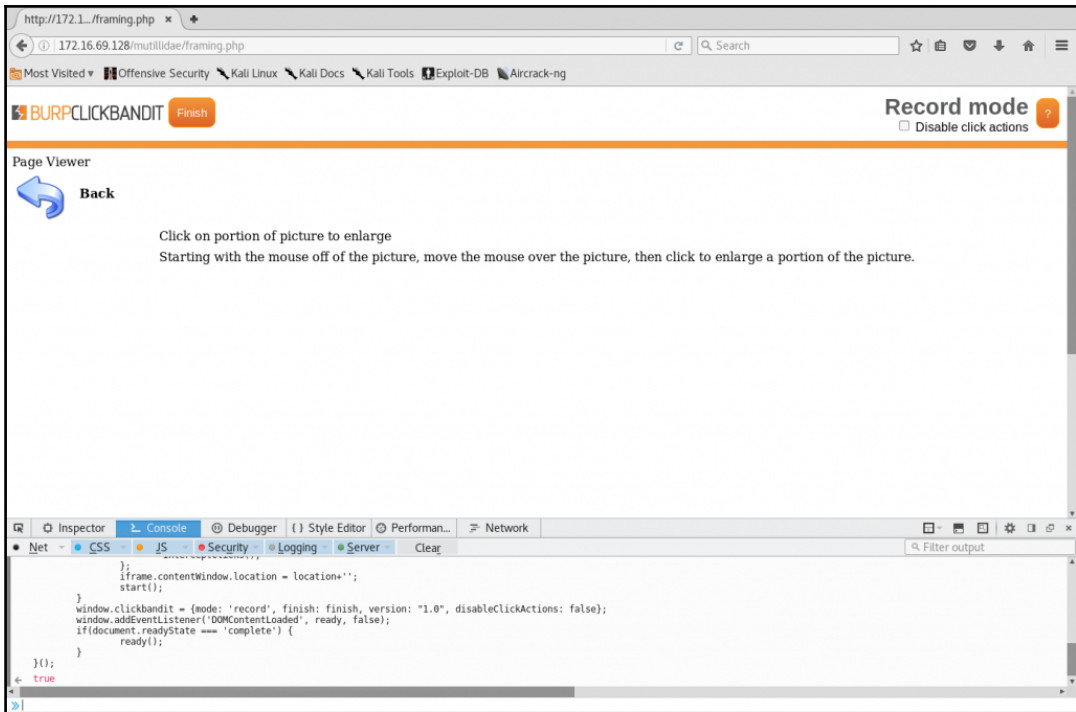 http://172.1.../framing.php × +
172.16.69.128/mutillidae/framing.php
Search
Most Visited Offensive Security Kali Linux Kali Docs Kali Tools Exploit-DB Aircrack-ng
BURPCLICKBANDIT Finish
Record mode ?
Disable click actions
Page Viewer
Back
Click on portion of picture to enlarge
Starting with the mouse off of the picture, move the mouse over the picture, then click to enlarge a portion of the picture.
Inspector Console Debugger { } Style Editor Performan... Network
Net CSS JS Security Logging Server Clear Filter output
};
iframe.contentWindow.location = location+'';
start();
}
window.clickbandit = {mode: 'record', finish: finish, version: "1.0", disableClickActions: false};
window.addEventListener('DOMContentLoaded', ready, false);
if(document.readyState === 'complete') {
ready();
}
}();
← true
»